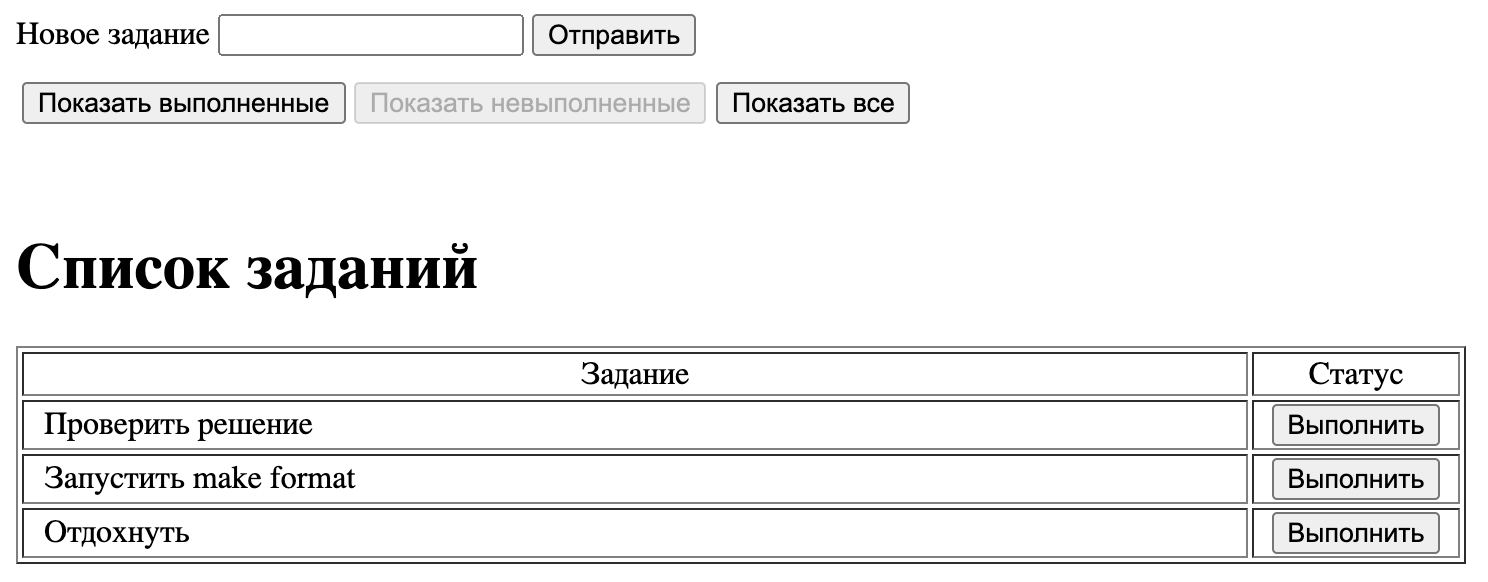 Новое задание Отправить
Показать выполненные Показать невыполненные Показать все
Список заданий
Задание Статус
Проверить решение Выполнить
Запустить make format Выполнить
Отдохнуть Выполнить